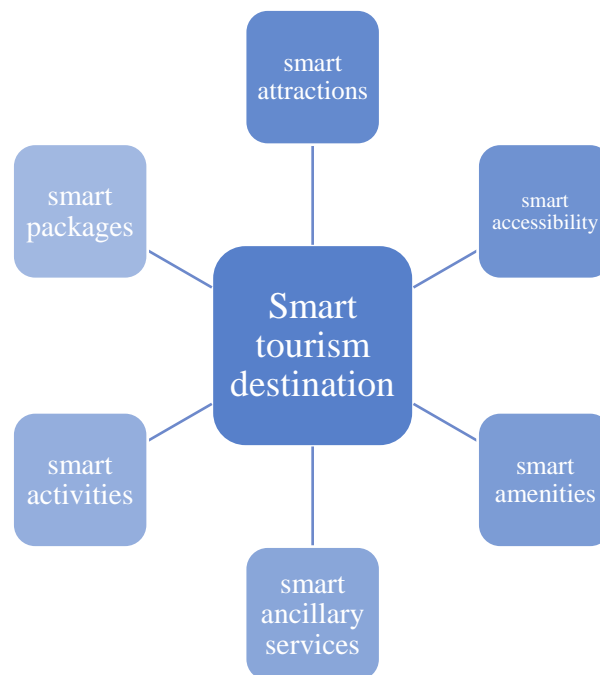 smart
attractions
smart
packages
smart
accessibility
Smart
tourism
destination
smart
activities
smart
amenities
smart
ancillary
services